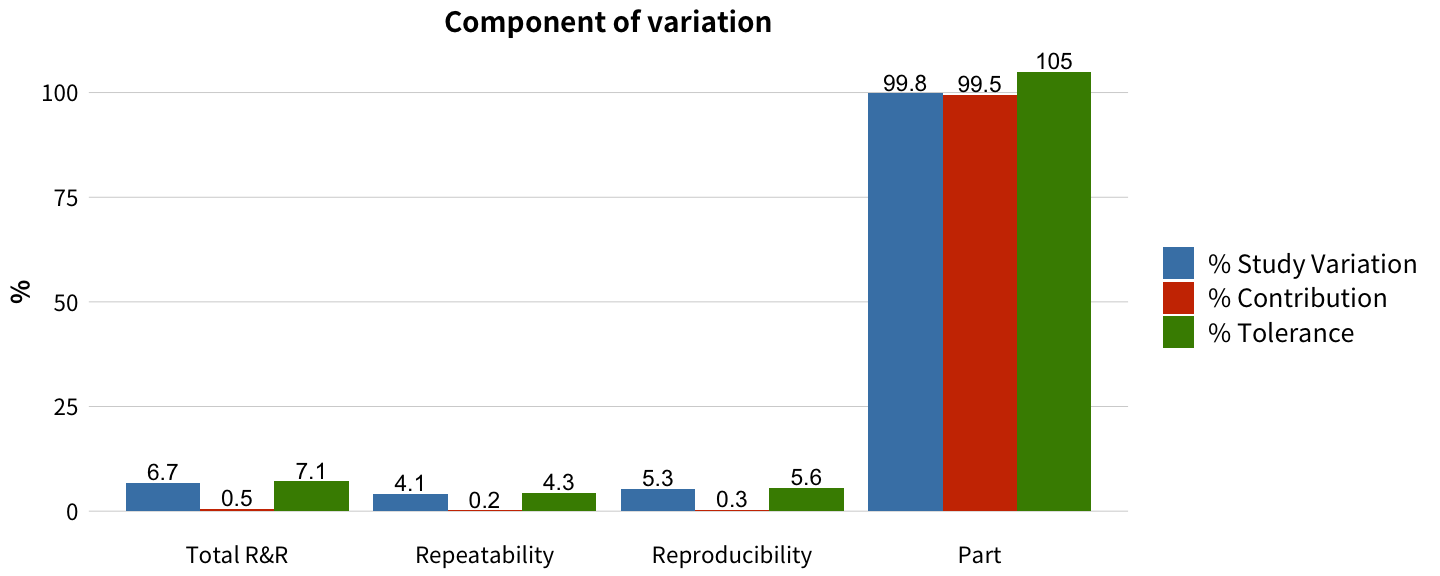 Component of variation
%
100
75
50
25
0
6.7
0.5
7.1
4.1
0.2
4.3
5.3
0.3
5.6
99.8
99.5
105
Total R&R
Repeatability
Reproducibility
Part
% Study Variation
% Contribution
% Tolerance